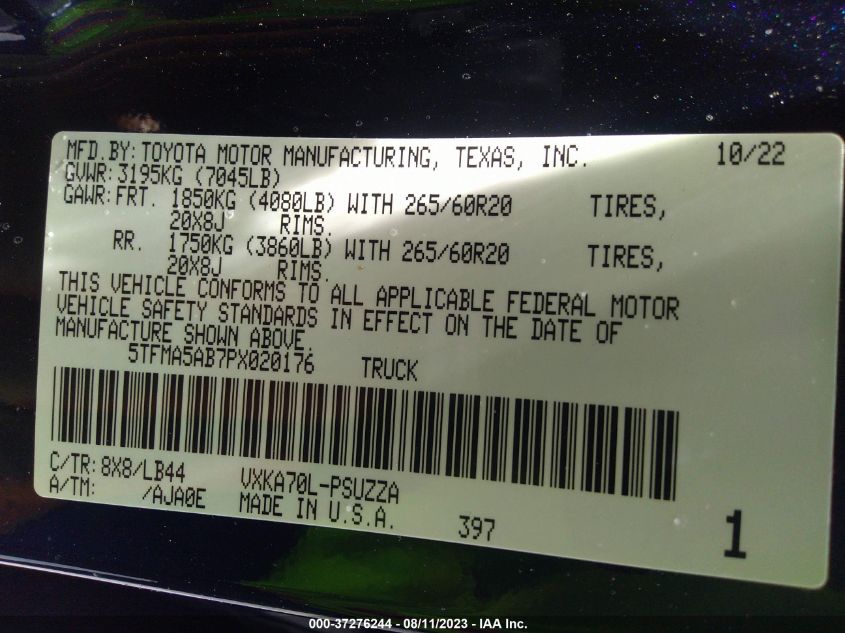 MFD.BY:TOYOTA MOTOR MANUFACTURING, TEXAS, INC. 10/22
GVWR:3195KG (7045LB)
GAWR:FRT. 1850KG (4080LB) WITH 265/60R20 TIRES,
20X8J RIMS.
RR. 1750KG (3860LB) WITH 265/60R20 TIRES,
20X8J RIMS.
THIS VEHICLE CONFORMS TO ALL APPLICABLE FEDERAL MOTOR
VEHICLE SAFETY STANDARDS IN EFFECT ON THE DATE OF
MANUFACTURE SHOWN ABOVE.
5TFMA5AB7PX020176 TRUCK
C/TR:8X8/LB44 VXKA70L-PSUZZA
A/TM: /AJA0E MADE IN U.S.A. 397 1
000-37276244 - 08/11/2023 - IAA Inc.